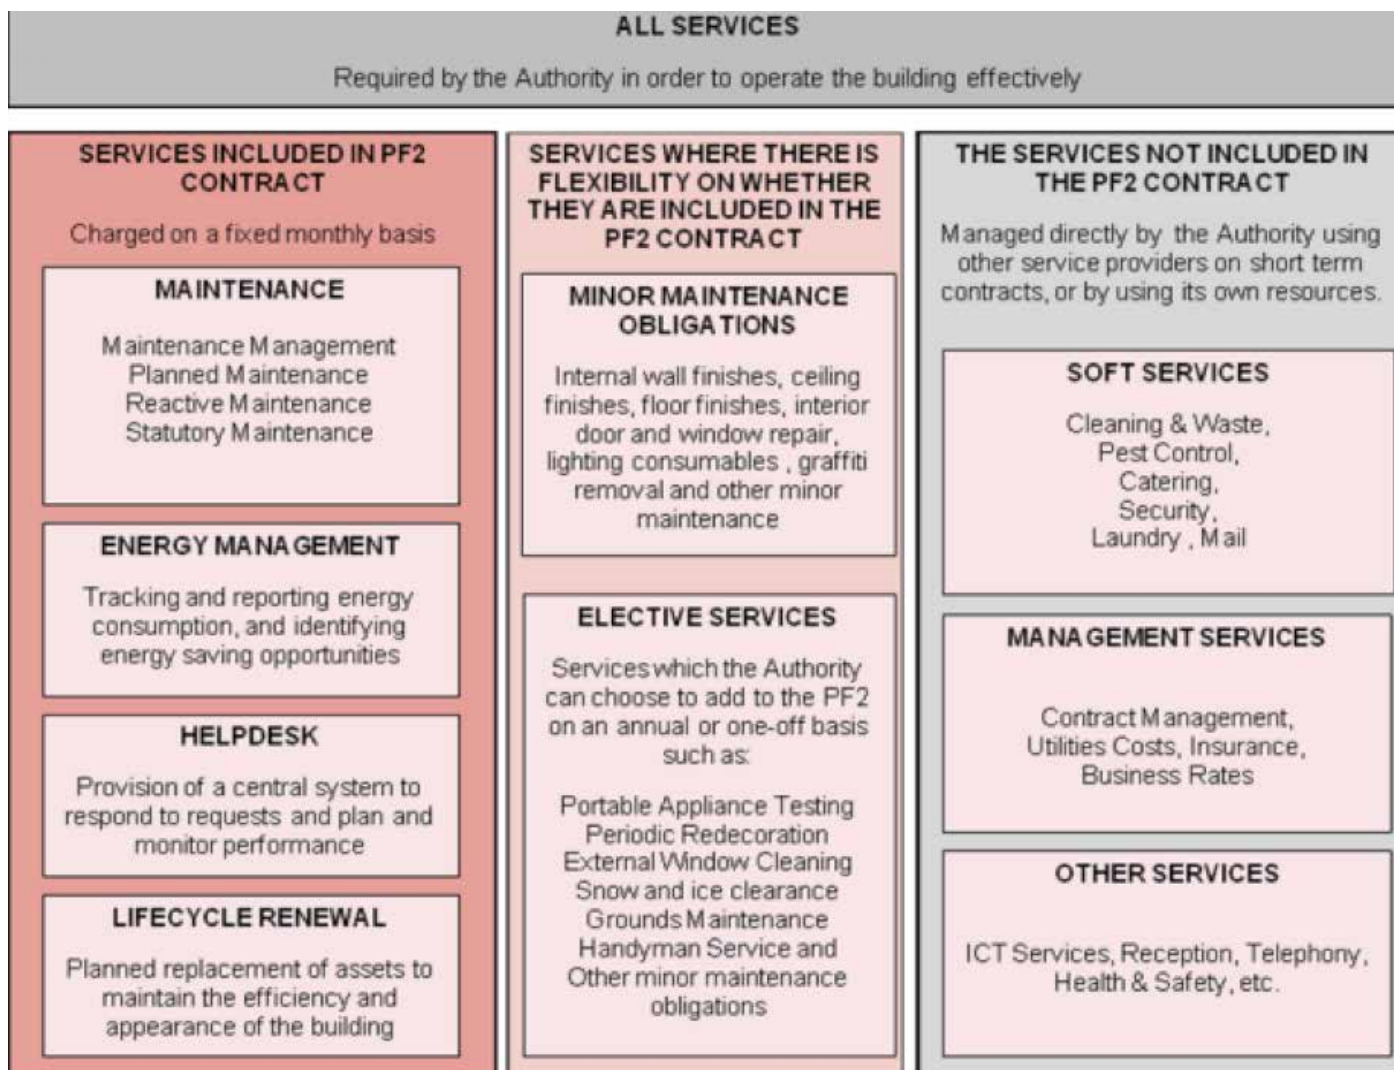 ALL SERVICES
Required by the Authority in order to operate the building effectively
SERVICES INCLUDED IN PF2
CONTRACT
Charged on a fixed monthly basis
MAINTENANCE
Maintenance Management
Planned Maintenance
Reactive Maintenance
Statutory Maintenance
ENERGY MANAGEMENT
Tracking and reporting energy
consumption, and identifying
energy saving opportunities
HELPDESK
Provision of a central system to
respond to requests and plan and
monitor performance
LIFECYCLE RENEWAL
Planned replacement of assets to
maintain the efficiency and
appearance of the building
SERVICES WHERE THERE IS
FLEXIBILITY ON WHETHER
THEY ARE INCLUDED IN THE
PF2 CONTRACT
MINOR MAINTENANCE
OBLIGATIONS
Internal wall finishes, ceiling
finishes, floor finishes, interior
door and window repair,
lighting consumables , graffiti
removal and other minor
maintenance
ELECTIVE SERVICES
Services which the Authority
can choose to add to the PF2
on an annual or one-off basis
such as:
Portable Appliance Testing
Periodic Redecoration
External Window Cleaning
Snow and ice clearance
Grounds Maintenance
Handyman Service and
Other minor maintenance
obligations
THE SERVICES NOT INCLUDED IN
THE PF2 CONTRACT
Managed directly by the Authority using
other service providers on short term
contracts, or by using its own resources.
SOFT SERVICES
Cleaning & Waste,
Pest Control,
Catering,
Security,
Laundry , Mail
MANAGEMENT SERVICES
Contract Management,
Utilities Costs, Insurance,
Business Rates
OTHER SERVICES
ICT Services, Reception, Telephony,
Health & Safety, etc.